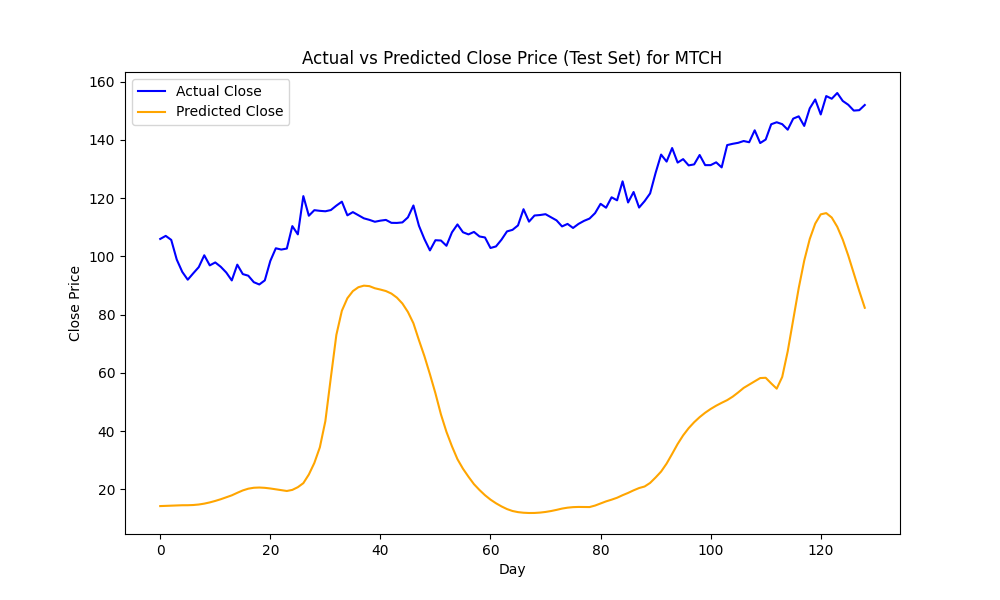 Actual vs Predicted Close Price (Test Set) for MTCH
Actual Close
Predicted Close
160
140
120
100
80
60
40
20
Close Price
0 20 40 60 80 100 120
Day